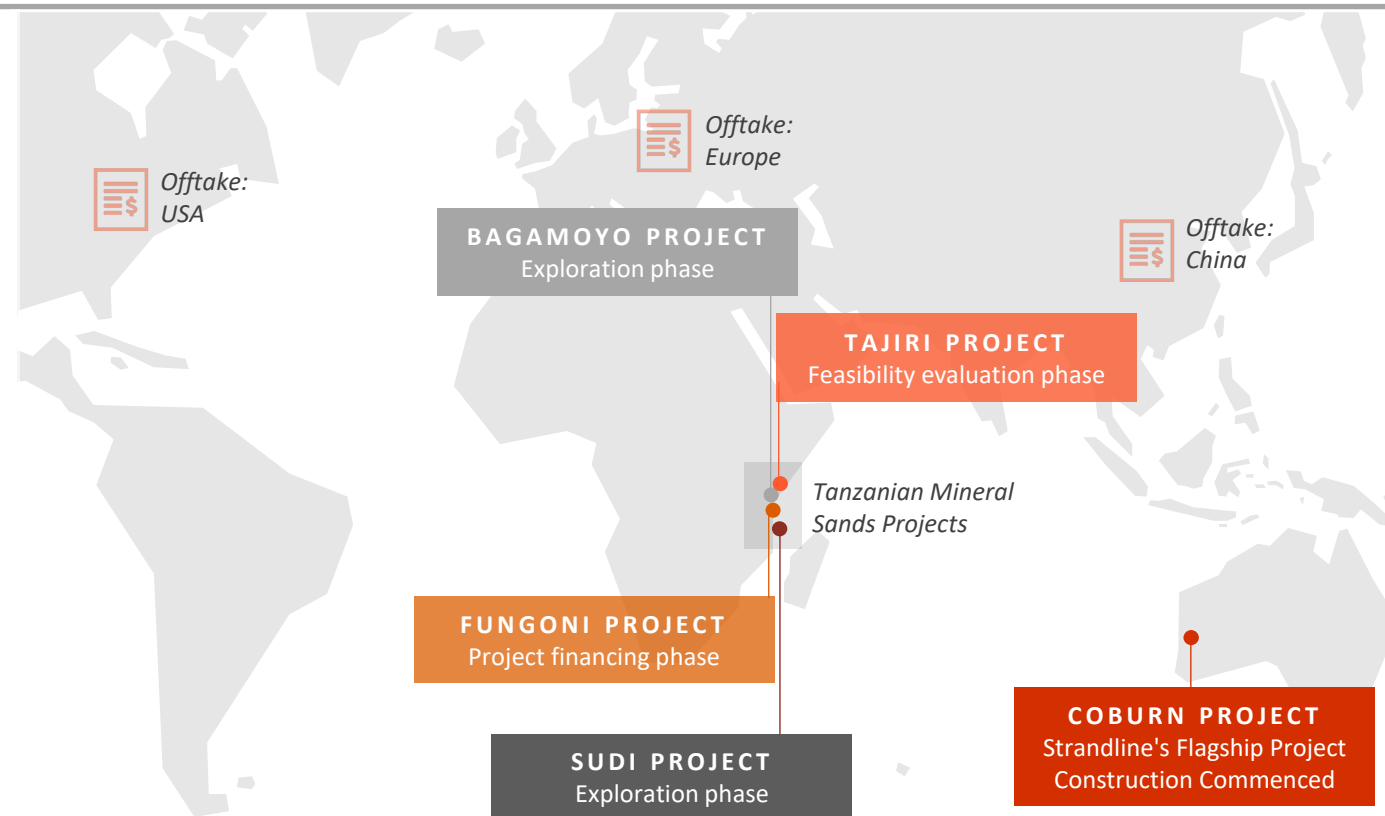 Offtake:
Europe
Offtake:
USA
Offtake:
China
BAGAMOYO PROJECT
Exploration phase
TAJIRI PROJECT
Feasibility evaluation phase
Tanzanian Mineral
Sands Projects
FUNGONI PROJECT
Project financing phase
COBURN PROJECT
Strandline's Flagship Project
Construction Commenced
SUDI PROJECT
Exploration phase